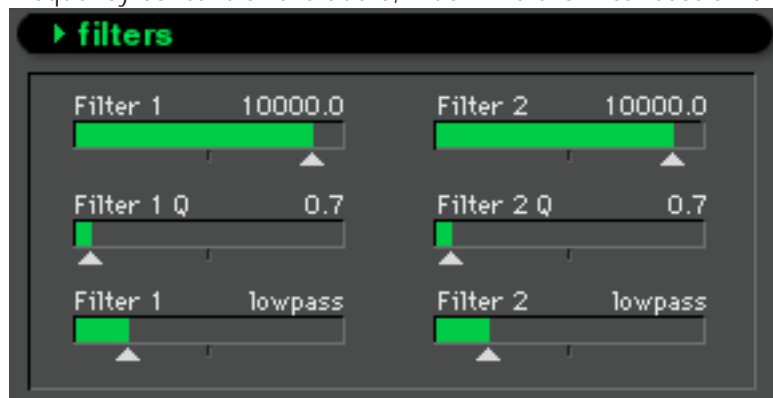 filters
Filter 1 10000.0 Filter 2 10000.0
Filter 1 Q 0.7 Filter 2 Q 0.7
Filter 1 lowpass Filter 2 lowpass